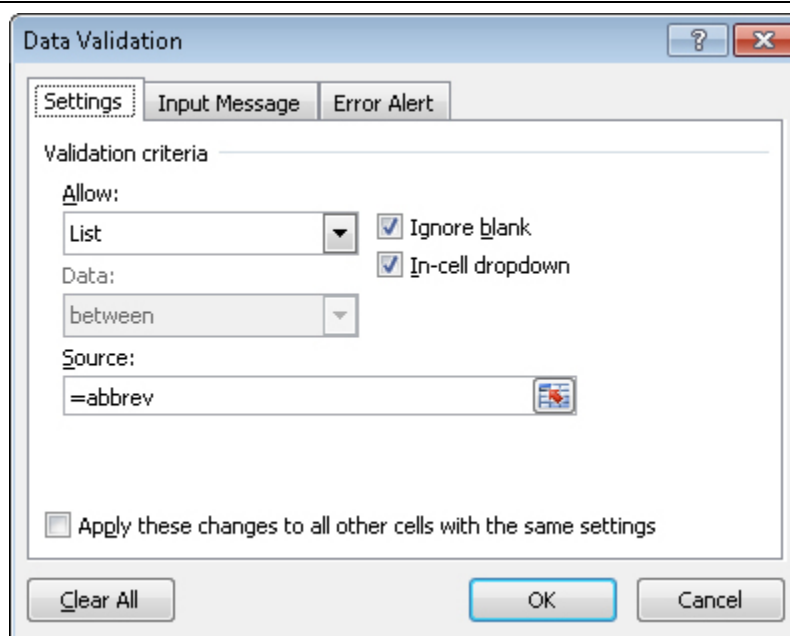 Data Validation
Settings Input Message Error Alert
Validation criteria
Allow:
List
Ignore blank
In-cell dropdown
Data:
between
Source:
=abbrev
Apply these changes to all other cells with the same settings
Clear All OK Cancel